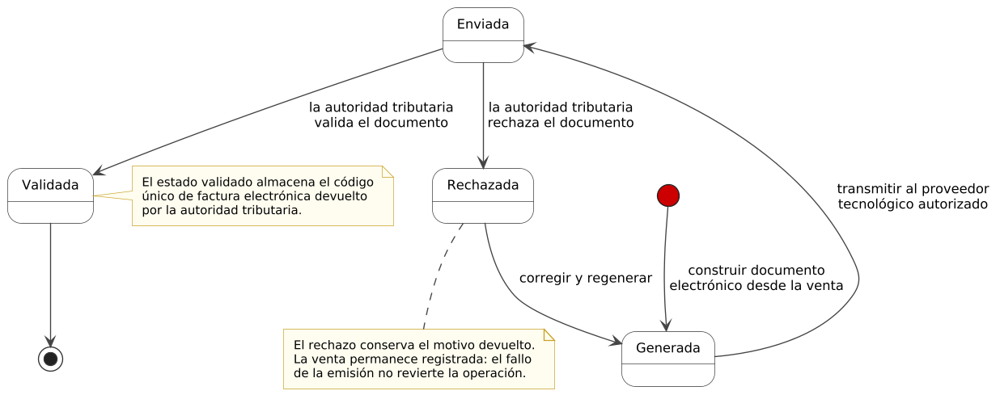 Enviada
la autoridad tributaria
valida el documento
la autoridad tributaria
rechaza el documento
Validada
El estado validado almacena el código
único de factura electrónica devuelto
por la autoridad tributaria.
Rechazada
transmitir al proveedor
tecnológico autorizado
corregir y regenerar
construir documento
electrónico desde la venta
El rechazo conserva el motivo devuelto.
La venta permanece registrada: el fallo
de la emisión no revierte la operación.
Generada